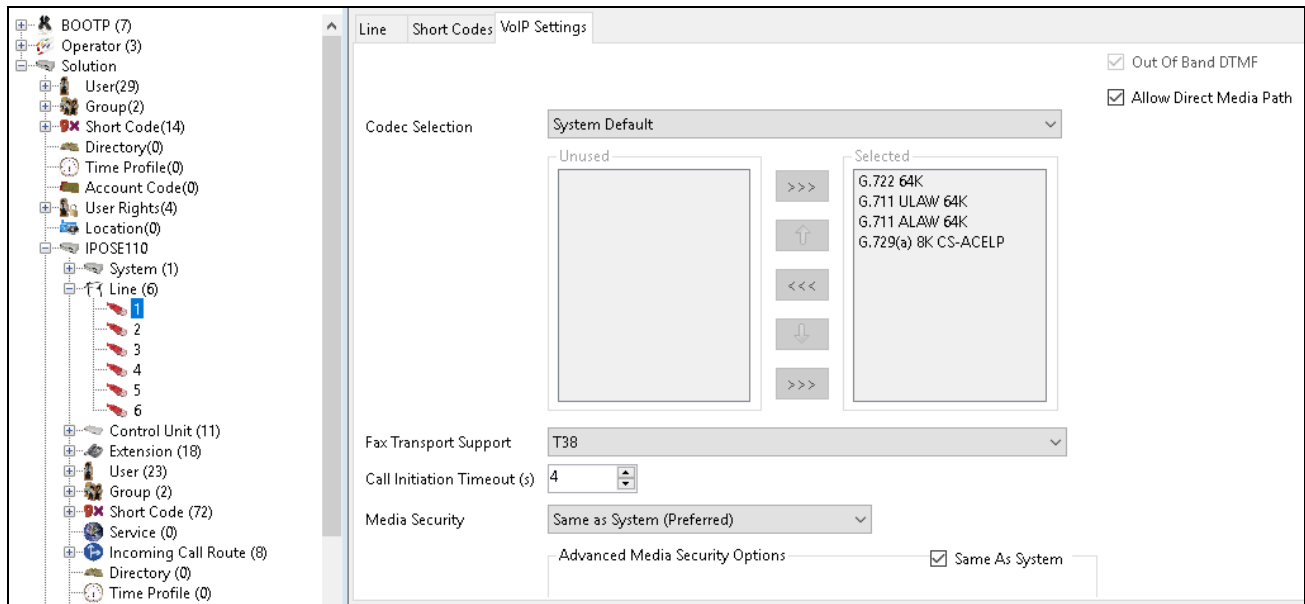 BOOTP (7)
Operator (3)
Solution
User(29)
Group(2)
Short Code(14)
Directory(0)
Time Profile(0)
Account Code(0)
User Rights(4)
Location(0)
IPOSE110
System (1)
Line (6)
1
2
3
4
5
6
Control Unit (11)
Extension (18)
User (23)
Group (2)
Short Code (72)
Service (0)
Incoming Call Route (8)
Directory (0)
Time Profile (0)
Line Short Codes VoIP Settings
Out Of Band DTMF
Allow Direct Media Path
Codec Selection System Default
Unused
Selected
G.722 64K
G.711 ULAW 64K
G.711 ALAW 64K
G.729(a) 8K CS-ACELP
>>>
<<<
>>>
Fax Transport Support T38
Call Initiation Timeout (s) 4
Media Security Same as System (Preferred)
Advanced Media Security Options Same As System